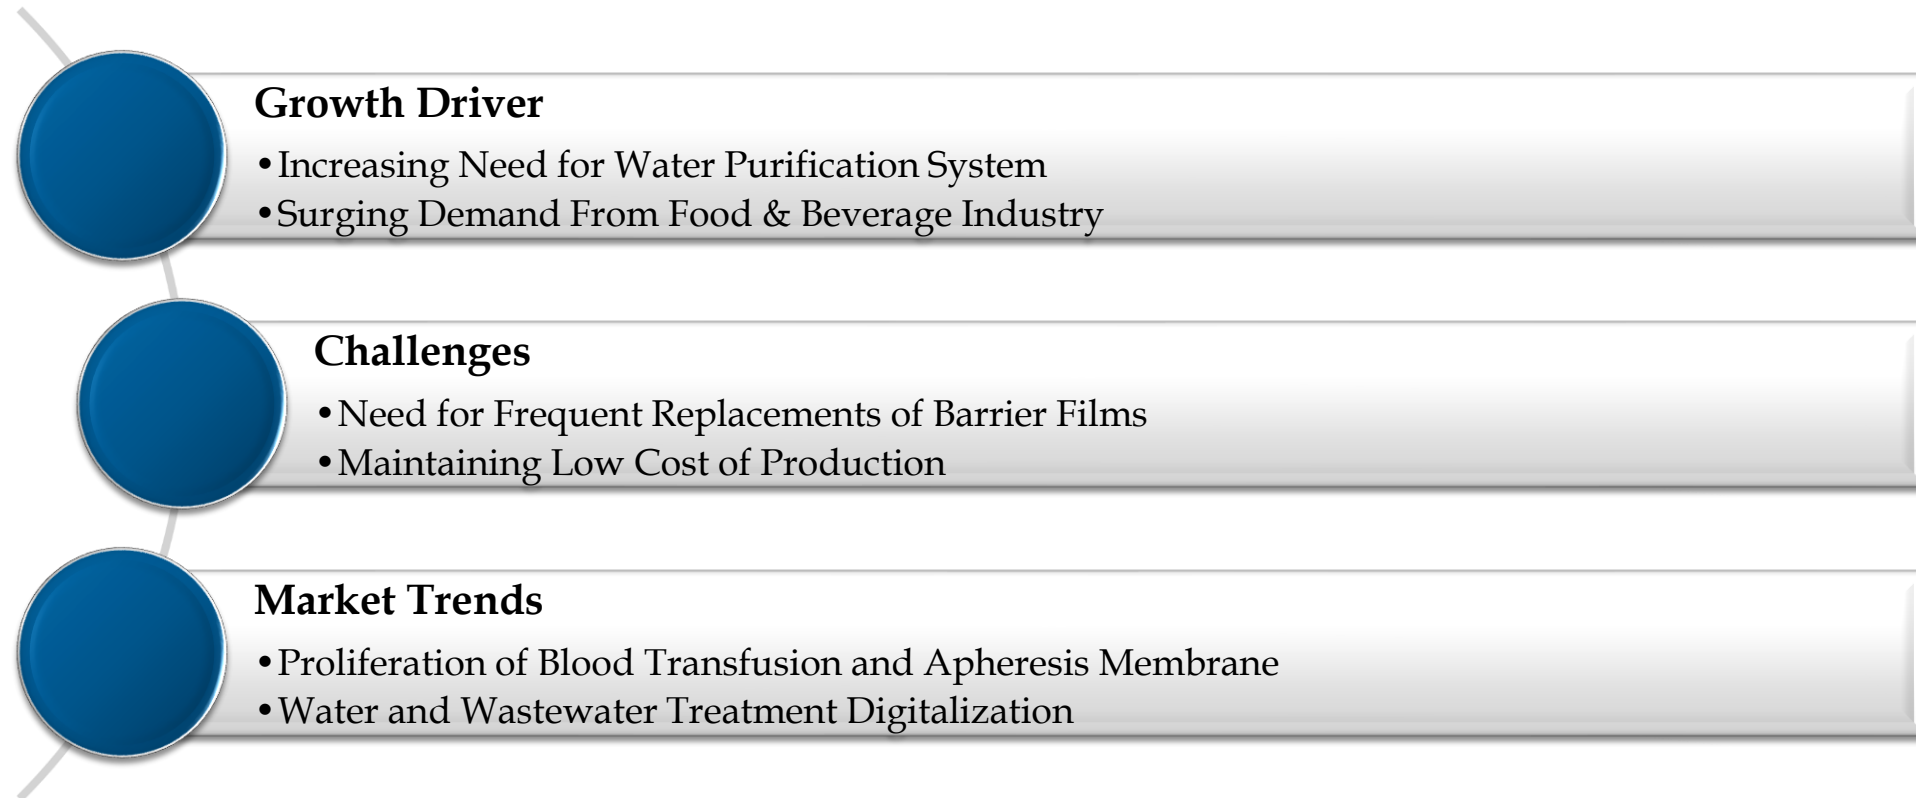 Growth Driver
•Increasing Need for Water Purification System
•Surging Demand From Food & Beverage Industry
Challenges
•Need for Frequent Replacements of Barrier Films
•Maintaining Low Cost of Production
Market Trends
•Proliferation of Blood Transfusion and Apheresis Membrane
•Water and Wastewater Treatment Digitalization